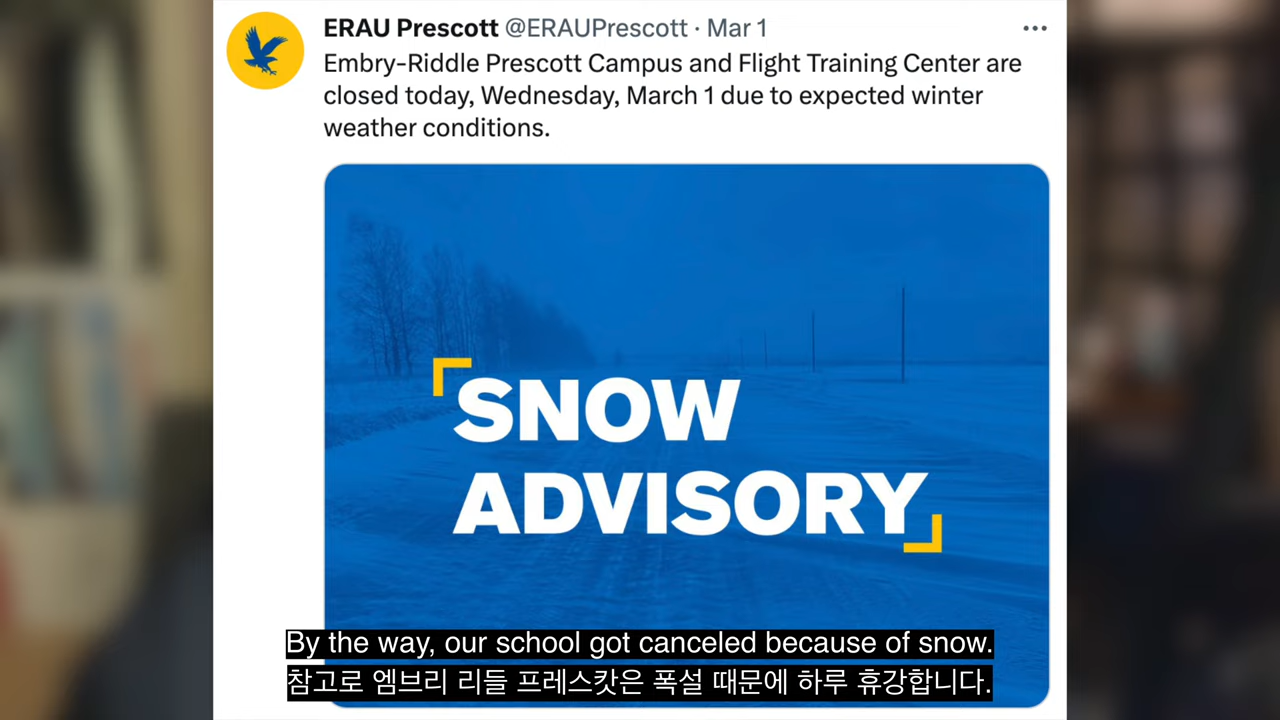 ERAU Prescott @ERAUPrescott · Mar 1
Embry-Riddle Prescott Campus and Flight Training Center are
closed today, Wednesday, March 1 due to expected winter
weather conditions.
SNOW
ADVISORY
By the way, our school got canceled because of snow.
참고로 엠브리 리들 프레스캇은 폭설 때문에 하루 휴강합니다.